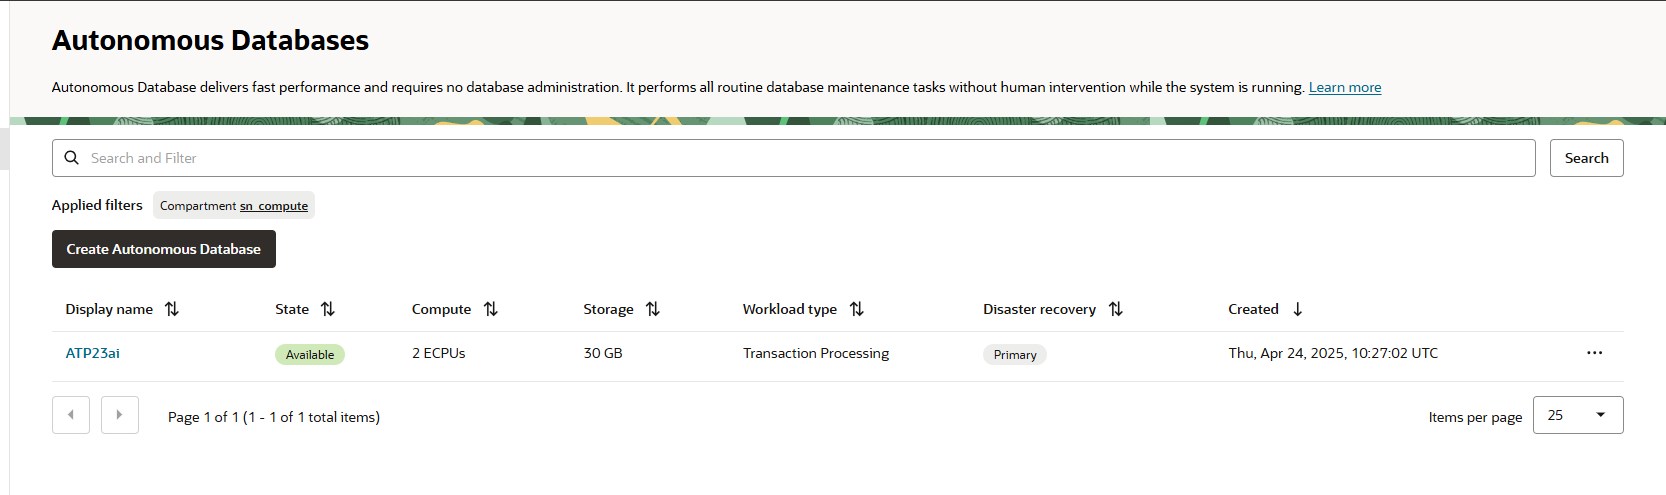 Autonomous Databases
Autonomous Database delivers fast performance and requires no database administration. It performs all routine database maintenance tasks without human intervention while the system is running. Learn more
Search and Filter
Search
Applied filters Compartment sn_compute
Create Autonomous Database
Display name State Compute Storage Workload type Disaster recovery Created
ATP23ai Available 2 ECPUs 30 GB Transaction Processing Primary Thu, Apr 24, 2025, 10:27:02 UTC
Page 1 of 1 (1 - 1 of 1 total items) Items per page 25